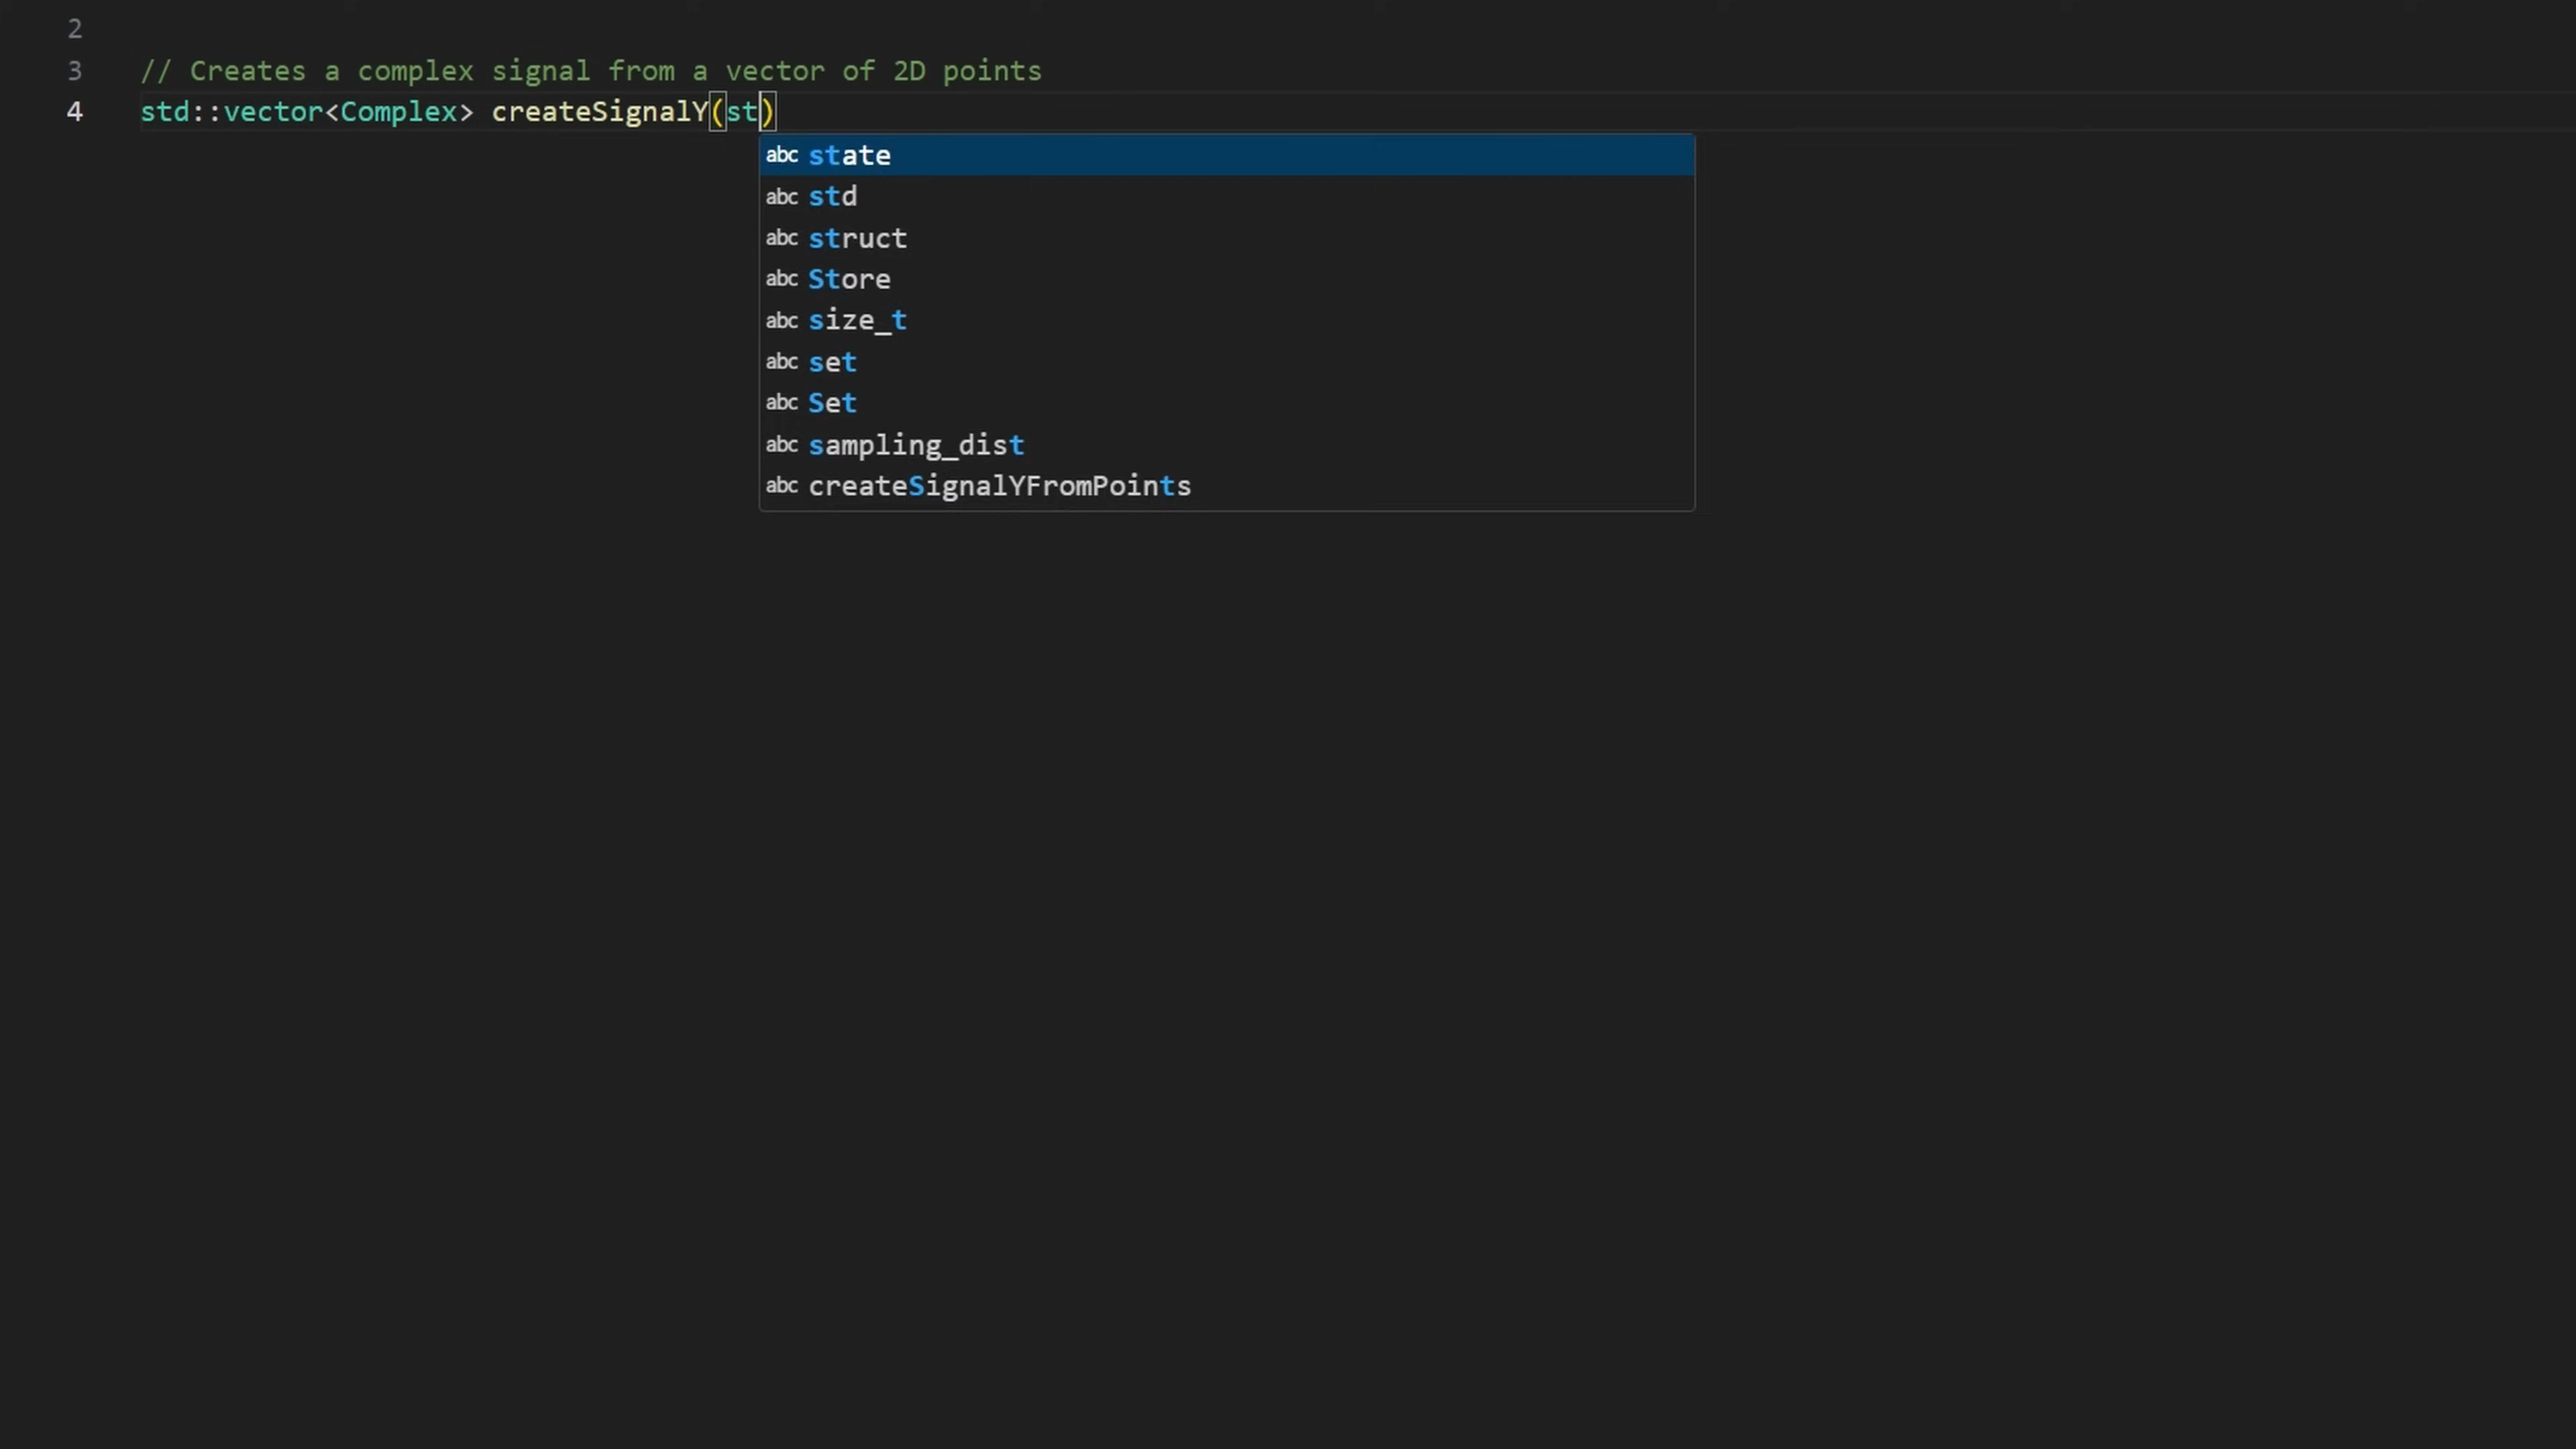 2
3 // Creates a complex signal from a vector of 2D points
4 std::vector<Complex> createSignalY(st)
abc state
abc std
abc struct
abc Store
abc size_t
abc set
abc Set
abc sampling_dist
abc createSignalYFromPoints